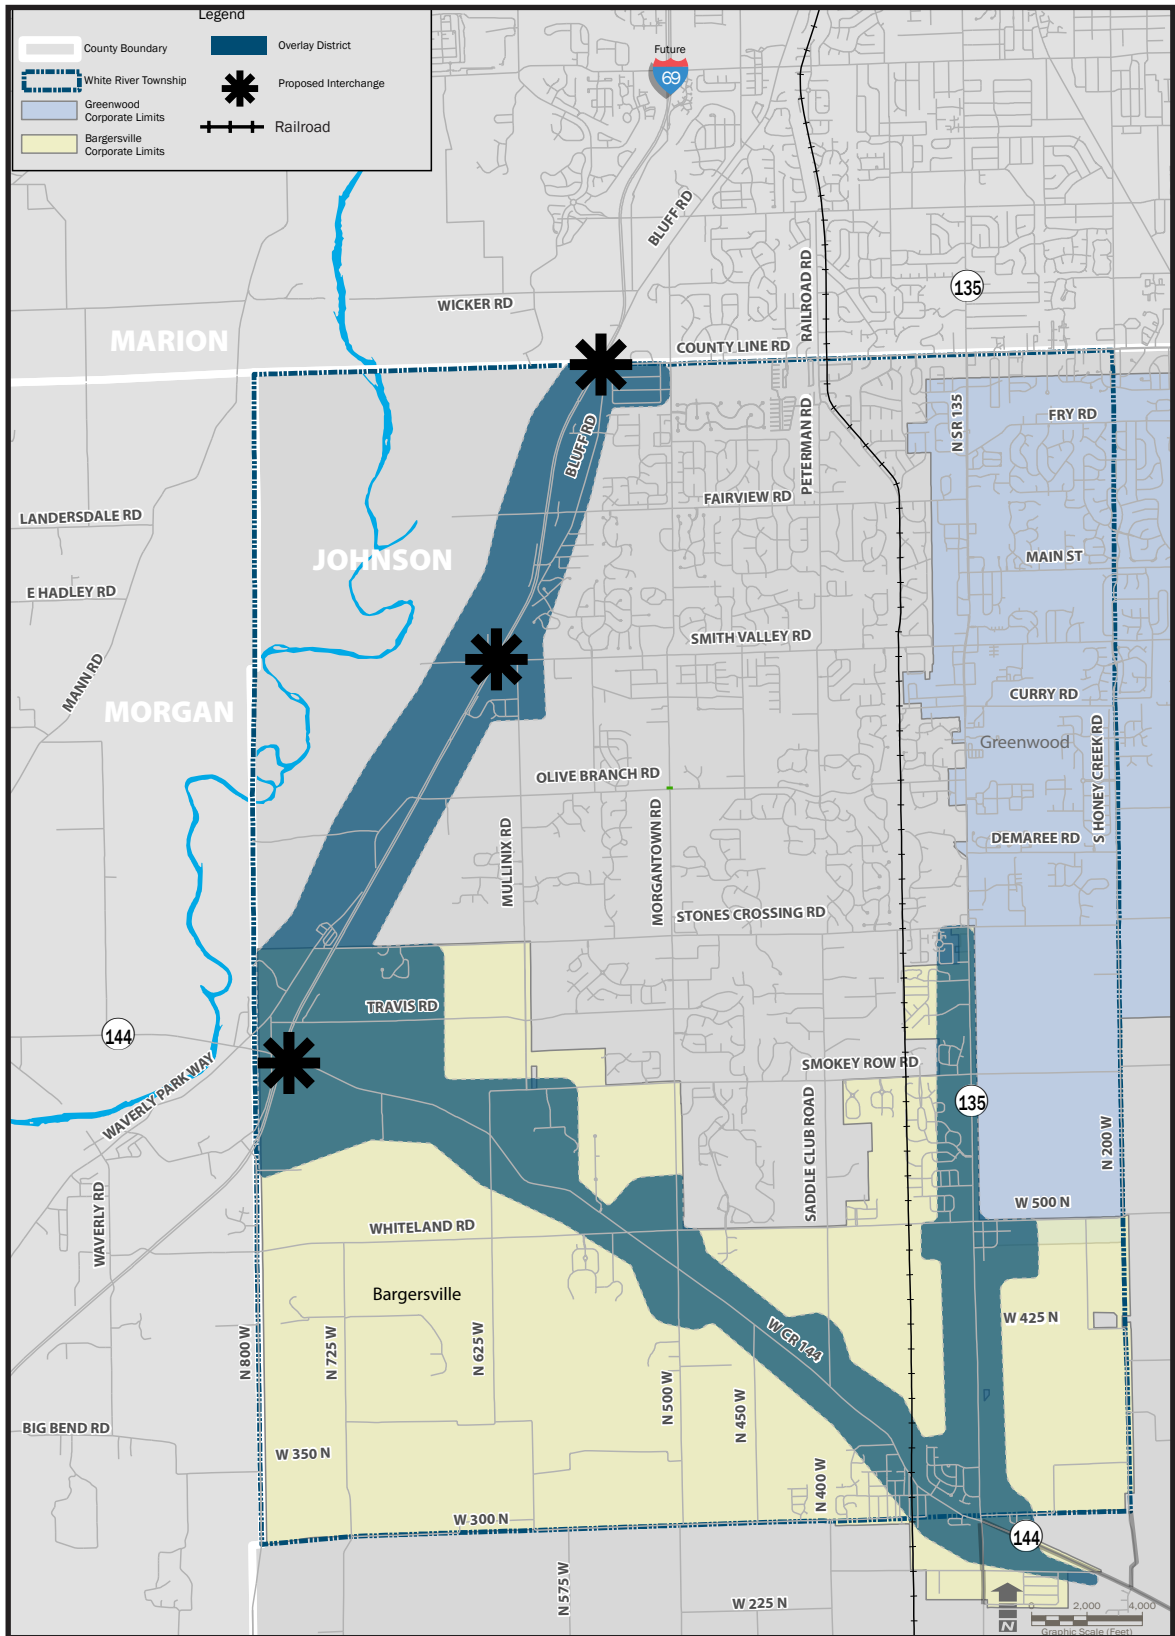 Legend
County Boundary
White River Township
Greenwood
Corporate Limits
Bargersville
Corporate Limits
Overlay District
Proposed Interchange
Railroad
Future
69
BLUFF RD
RAILROAD RD
135
WICKER RD
MARION
COUNTY LINE RD
N SR 135
FRY RD
PETERMAN RD
BLUFF RD
FAIRVIEW RD
LANDERSDALE RD
JOHNSON
MAIN ST
E HADLEY RD
SMITH VALLEY RD
MANN RD
CURRY RD
MORGAN
Greenwood
S HONEY CREEK RD
OLIVE BRANCH RD
MULLINIX RD
MORGANTOWN RD
DEMAREE RD
STONES CROSSING RD
TRAVIS RD
144
SMOKEY ROW RD
WAVERLY PARK WAY
SADDLE CLUB ROAD
135
N 200 W
WAVERLY RD
W 500 N
WHITELAND RD
Bargersville
W 425 N
N 800 W
N 725 W
N 625 W
W CR 144
N 500 W
N 450 W
BIG BEND RD
W 350 N
N 400 W
W 300 N
144
N 575 W
W 225 N
N
0 2,000 4,000
Graphic Scale (Feet)